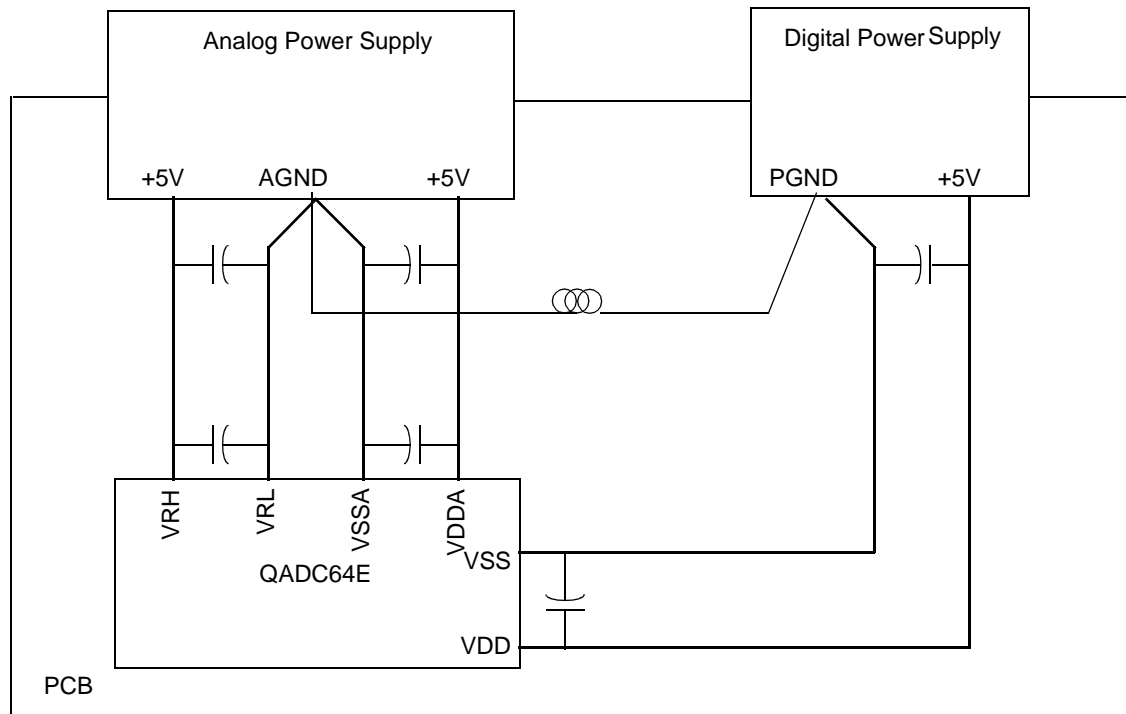 Analog Power Supply
Digital Power Supply
+5V
AGND
+5V
PGND
+5V
VRH
VRL
VSSA
VDDA
VSS
QADC64E
VDD
PCB